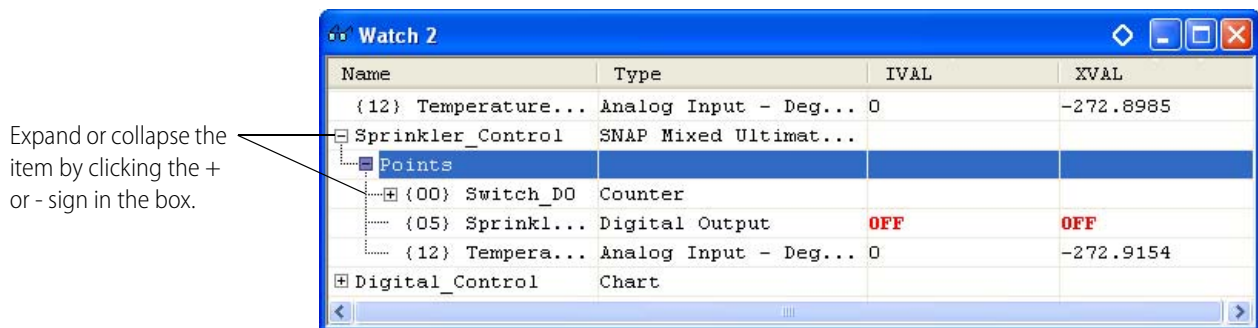 Watch 2
Name Type IVAL XVAL
{12} Temperature... Analog Input - Deg... 0 -272.8985
Sprinkler_Control SNAP Mixed Ultimat...
Points
{00} Switch_D0 Counter
{05} Sprinkl... Digital Output OFF OFF
{12} Tempera... Analog Input - Deg... 0 -272.9154
Digital_Control Chart
Expand or collapse the
item by clicking the +
or - sign in the box.